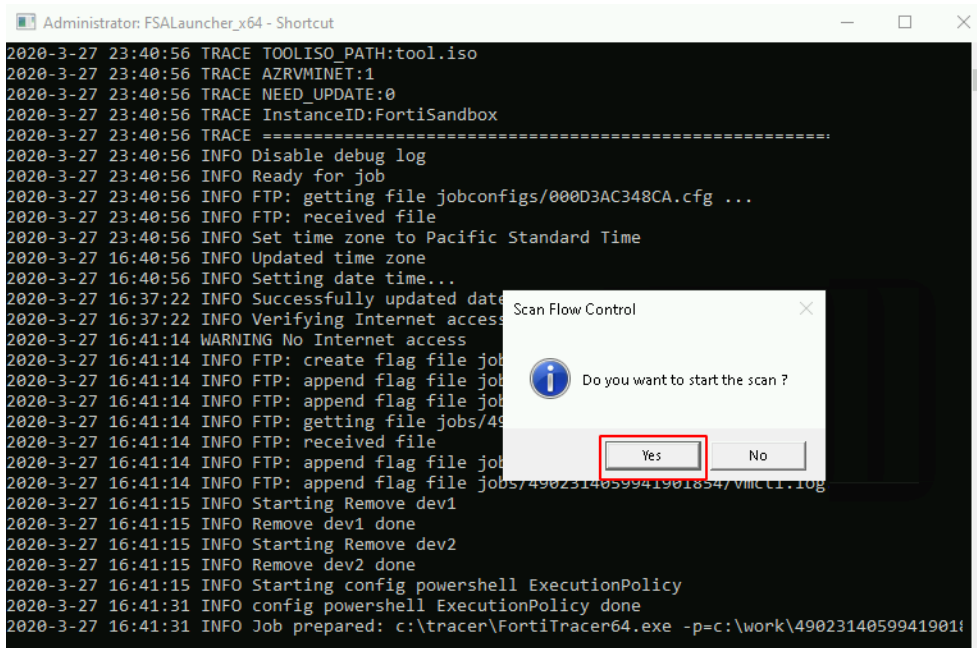 Administrator: FSALauncher_x64 - Shortcut
2020-3-27 23:40:56 TRACE TOOLISO_PATH:tool.iso
2020-3-27 23:40:56 TRACE AZRVMINET:1
2020-3-27 23:40:56 TRACE NEED_UPDATE:0
2020-3-27 23:40:56 TRACE InstanceID:FortiSandbox
2020-3-27 23:40:56 TRACE =======================================================:
2020-3-27 23:40:56 INFO Disable debug log
2020-3-27 23:40:56 INFO Ready for job
2020-3-27 23:40:56 INFO FTP: getting file jobconfigs/000D3AC348CA.cfg ...
2020-3-27 23:40:56 INFO FTP: received file
2020-3-27 23:40:56 INFO Set time zone to Pacific Standard Time
2020-3-27 16:40:56 INFO Updated time zone
2020-3-27 16:40:56 INFO Setting date time...
2020-3-27 16:37:22 INFO Successfully updated date
2020-3-27 16:37:22 INFO Verifying Internet access
2020-3-27 16:41:14 WARNING No Internet access
2020-3-27 16:41:14 INFO FTP: create flag file job
2020-3-27 16:41:14 INFO FTP: append flag file job
2020-3-27 16:41:14 INFO FTP: append flag file job
2020-3-27 16:41:14 INFO FTP: getting file jobs/49
2020-3-27 16:41:14 INFO FTP: received file
2020-3-27 16:41:14 INFO FTP: append flag file job
2020-3-27 16:41:14 INFO FTP: append flag file jobs/4902314059941901854/vmctl.log
2020-3-27 16:41:15 INFO Starting Remove dev1
2020-3-27 16:41:15 INFO Remove dev1 done
2020-3-27 16:41:15 INFO Starting Remove dev2
2020-3-27 16:41:15 INFO Remove dev2 done
2020-3-27 16:41:15 INFO Starting config powershell ExecutionPolicy
2020-3-27 16:41:31 INFO config powershell ExecutionPolicy done
2020-3-27 16:41:31 INFO Job prepared: c:\tracer\FortiTracer64.exe -p=c:\work\49023140599419018
Scan Flow Control
Do you want to start the scan ?
Yes
No